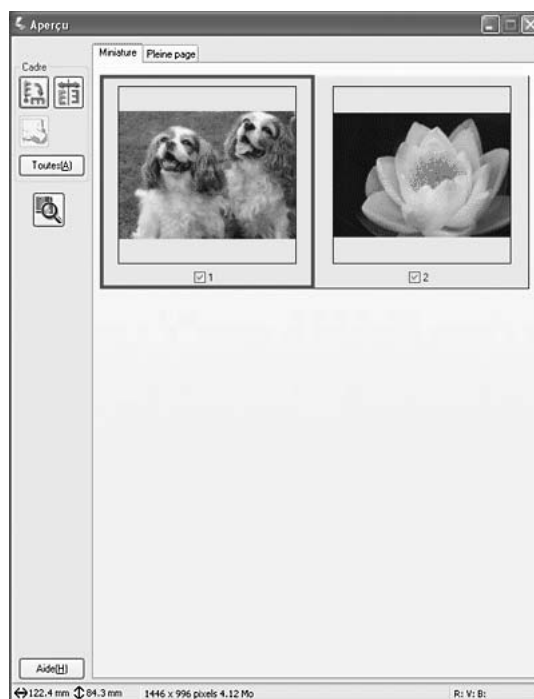 Aperçu
Miniature
Pleine page
Cadre
Toutes(A)
1
2
Aide(H)
122.4 mm 84.3 mm 1446 x 996 pixels 4.12 Mo R: V: B: